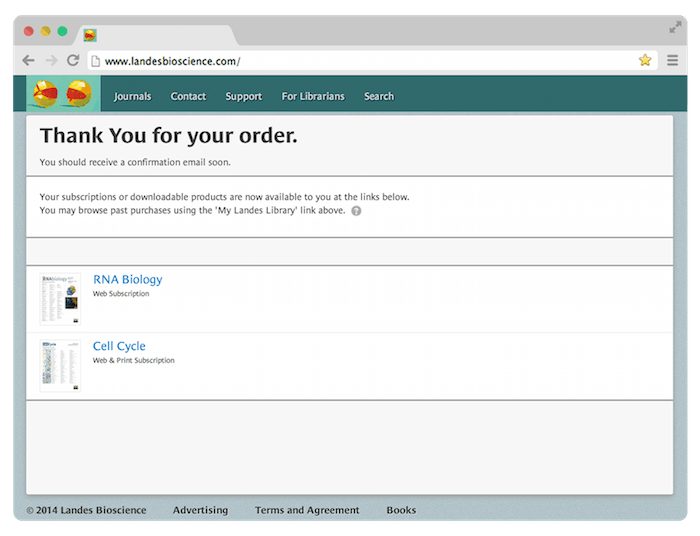 www.landesbioscience.com/
Journals Contact Support For Librarians Search
Thank You for your order.
You should receive a confirmation email soon.
Your subscriptions or downloadable products are now available to you at the links below.
You may browse past purchases using the 'My Landes Library' link above. ?
RNA Biology
Web Subscription
Cell Cycle
Web & Print Subscription
© 2014 Landes Bioscience Advertising Terms and Agreement Books